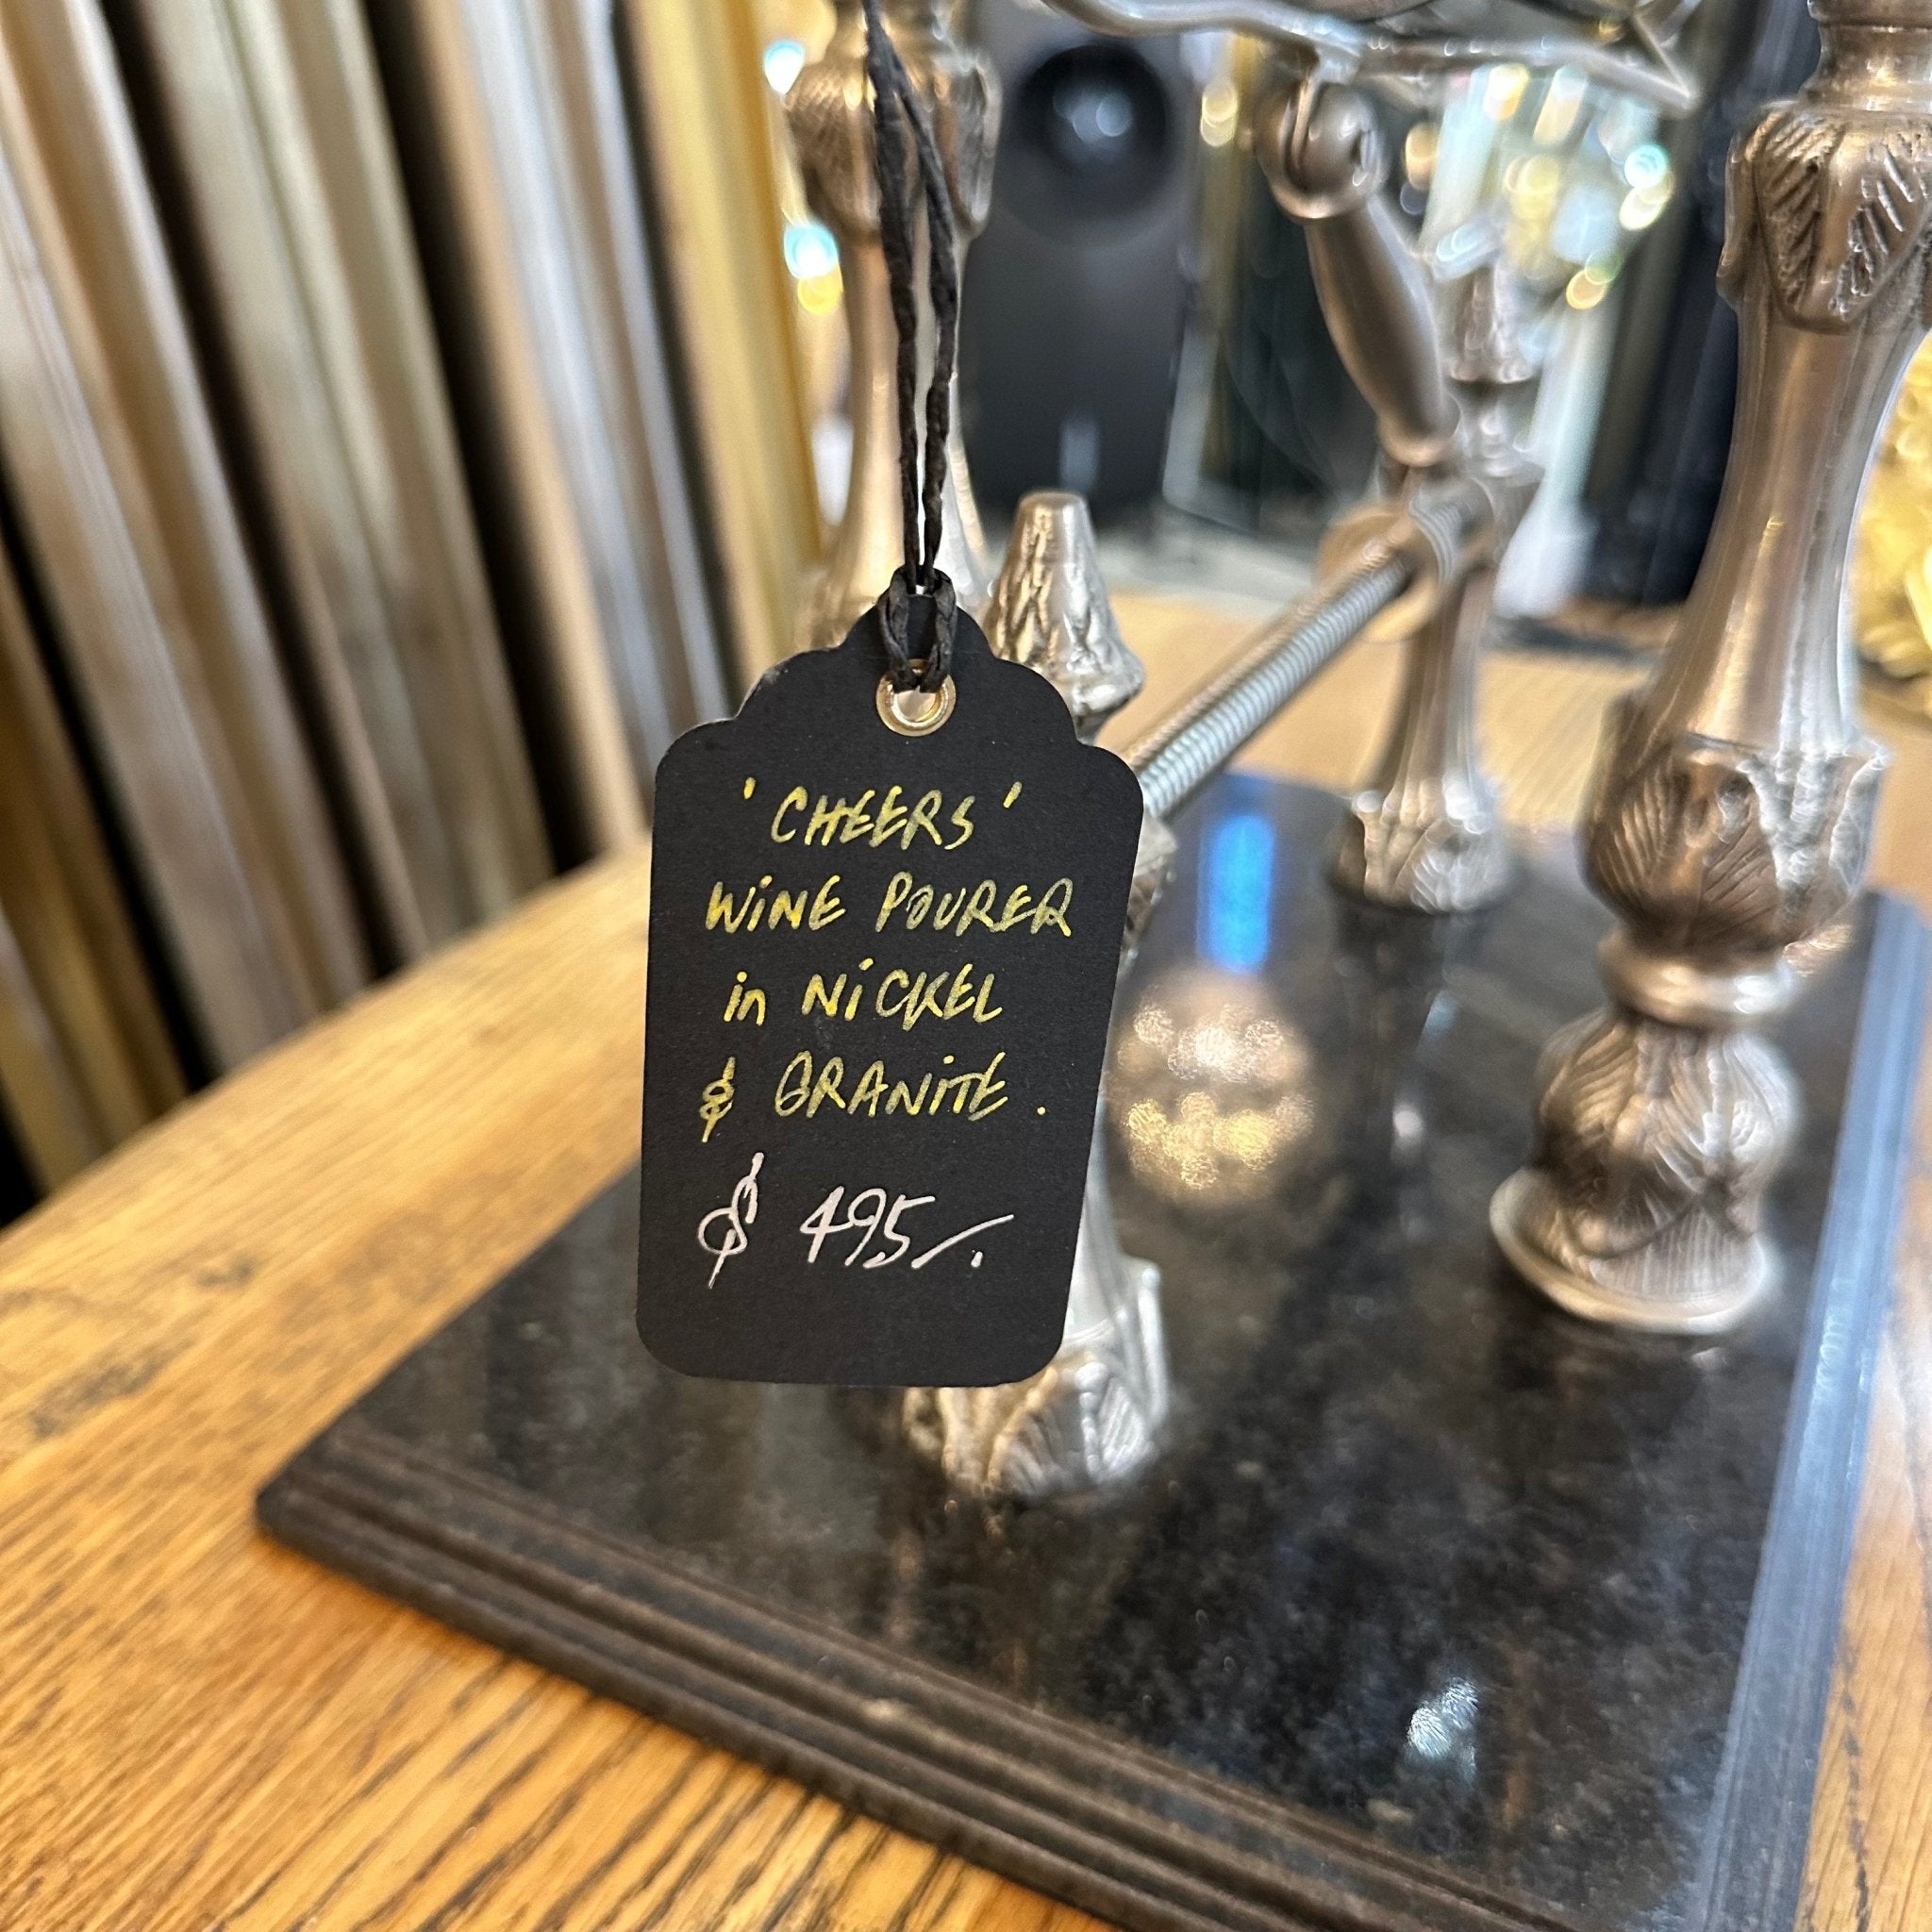 'CHEERS'
WiNE POURER
in NiCKEL
& GRANiTE.
$ 495/.